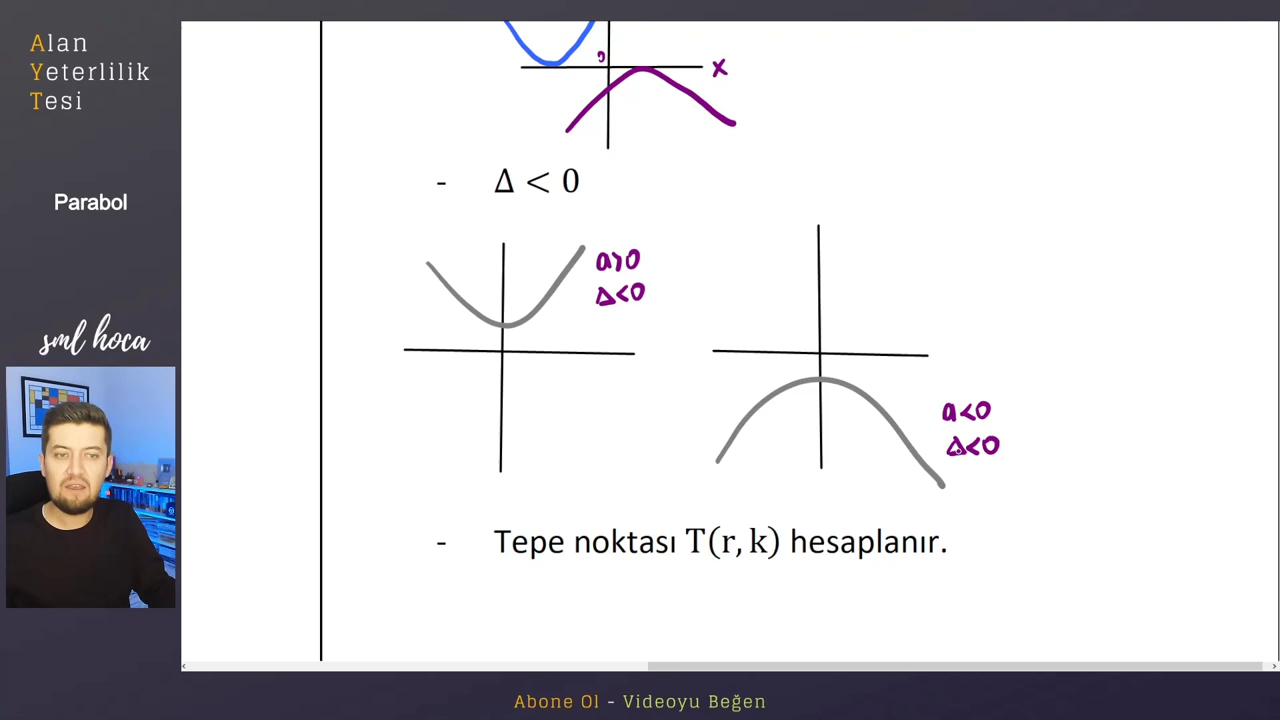 Alan
Yeterlilik
Tesi
Parabol
sml hoca
x
- Δ < 0
a>0
Δ<0
a<0
Δ<0
- Tepe noktası T(r, k) hesaplanır.
Abone Ol - Videoyu Beğen